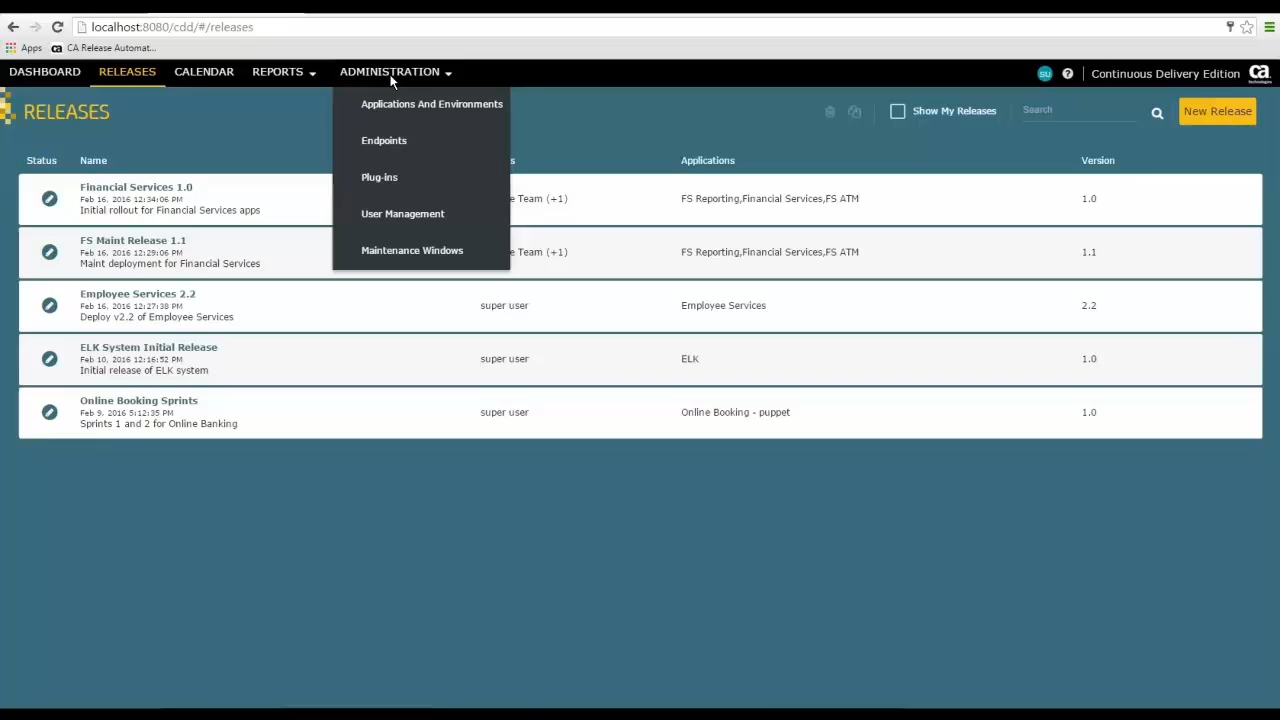 localhost:8080/cdd/#/releases
Apps CA Release Automat...
DASHBOARD RELEASES CALENDAR REPORTS ADMINISTRATION SU ? Continuous Delivery Edition ca technologies
Applications And Environments
Endpoints
Plug-ins
User Management
Maintenance Windows
RELEASES Show My Releases Search New Release
Status Name s Applications Version
Financial Services 1.0
Feb 16, 2016 12:34:06 PM
Initial rollout for Financial Services apps
e Team (+1) FS Reporting,Financial Services,FS ATM 1.0
FS Maint Release 1.1
Feb 16, 2016 12:29:06 PM
Maint deployment for Financial Services
e Team (+1) FS Reporting,Financial Services,FS ATM 1.1
Employee Services 2.2
Feb 16, 2016 12:27:38 PM
Deploy v2.2 of Employee Services
super user Employee Services 2.2
ELK System Initial Release
Feb 10, 2016 12:16:52 PM
Initial release of ELK system
super user ELK 1.0
Online Booking Sprints
Feb 9, 2016 5:12:35 PM
Sprints 1 and 2 for Online Banking
super user Online Booking - puppet 1.0